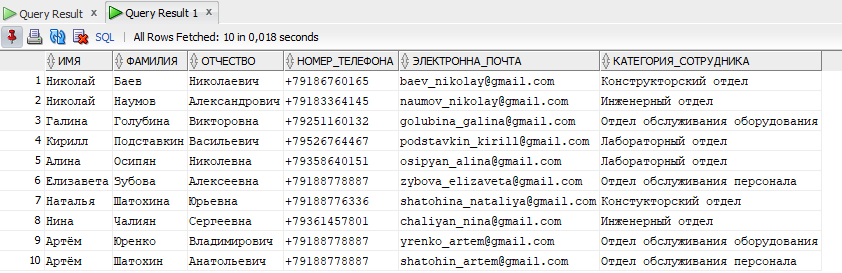 Query Result x Query Result 1 x
SQL | All Rows Fetched: 10 in 0,018 seconds
ИМЯ ФАМИЛИЯ ОТЧЕСТВО НОМЕР_ТЕЛЕФОНА ЭЛЕКТРОННА_ПОЧТА КАТЕГОРИЯ_СОТРУДНИКА
1 Николай Баев Николаевич +79186760165 baev_nikolay@gmail.com Конструкторский отдел
2 Николай Наумов Александрович +79183364145 naumov_nikolay@gmail.com Инженерный отдел
3 Галина Голубина Викторовна +79251160132 golubina_galina@gmail.com Отдел обслуживания оборудования
4 Кирилл Подставкин Васильевич +79526764467 podstavkin_kirill@gmail.com Лабораторный отдел
5 Алина Осипян Николевна +79358640151 osipyan_alina@gmail.com Лабораторный отдел
6 Елизавета Зубова Алексеевна +79188778887 zybova_elizaveta@gmail.com Отдел обслуживания персонала
7 Наталья Шатохина Юрьевна +79188776336 shatohina_nataliya@gmail.com Констукторский отдел
8 Нина Чалиян Сергеевна +79361457801 chaliyan_nina@gmail.com Инженерный отдел
9 Артём Юренко Владимирович +79188778887 yrenko_artem@gmail.com Отдел обслуживания оборудования
10 Артём Шатохин Анатольевич +79188778887 shatohin_artem@gmail.com Отдел обслуживания персонала